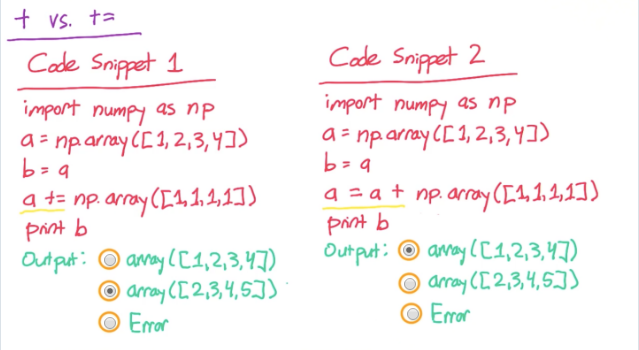 + vs. +=
Code Snippet 1
import numpy as np
a = np.array([1,2,3,4])
b = a
a += np.array([1,1,1,1])
print b
Output: array([1,2,3,4])
array([2,3,4,5])
Error
Code Snippet 2
import numpy as np
a = np.array([1,2,3,4])
b = a
a = a + np.array([1,1,1,1])
print b
Output: array([1,2,3,4])
array([2,3,4,5])
Error